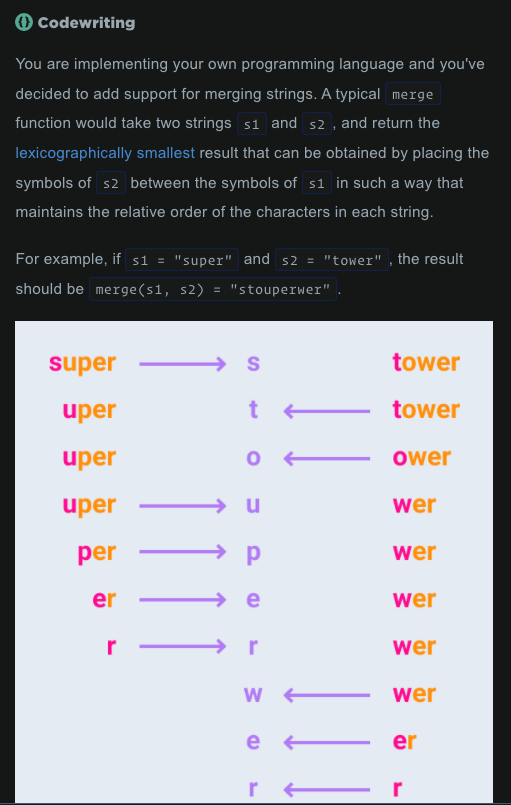 Codewriting
You are implementing your own programming language and you've
decided to add support for merging strings. A typical merge
function would take two strings s1 and s2, and return the
lexicographically smallest result that can be obtained by placing the
symbols of s2 between the symbols of s1 in such a way that
maintains the relative order of the characters in each string.
For example, if s1 = "super" and s2 = "tower", the result
should be merge(s1, s2) = "stouperwer".
super s tower
uper t tower
uper o ower
uper u wer
per p wer
er e wer
r r wer
w wer
e er
r r